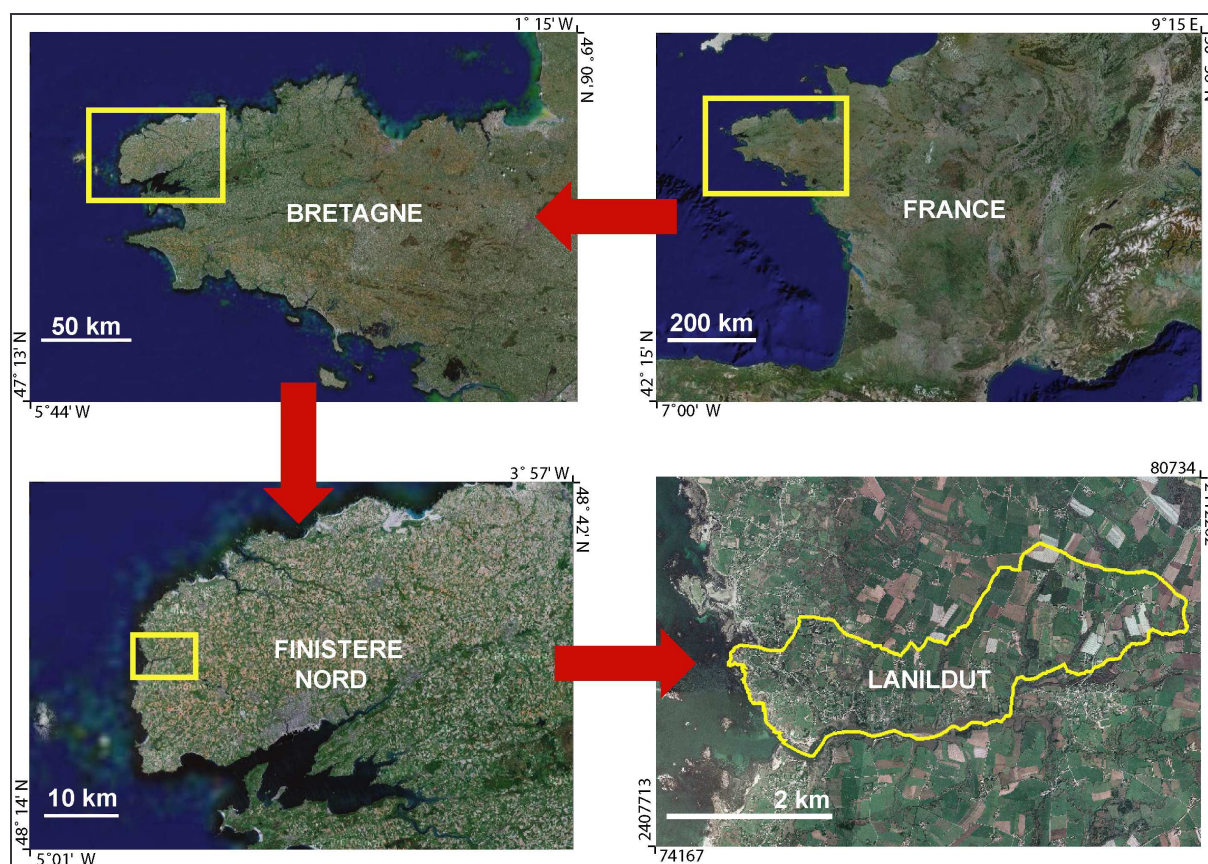 1° 15' W
49° 06' N
BRETAGNE
50 km
47° 13' N
5°44' W
9°15 E
FRANCE
200 km
42° 15' N
7°00' W
3° 57' W
48° 42' N
FINISTERE
NORD
10 km
48° 14' N
5°01' W
80734
LANILDUT
2 km
2407713
74167